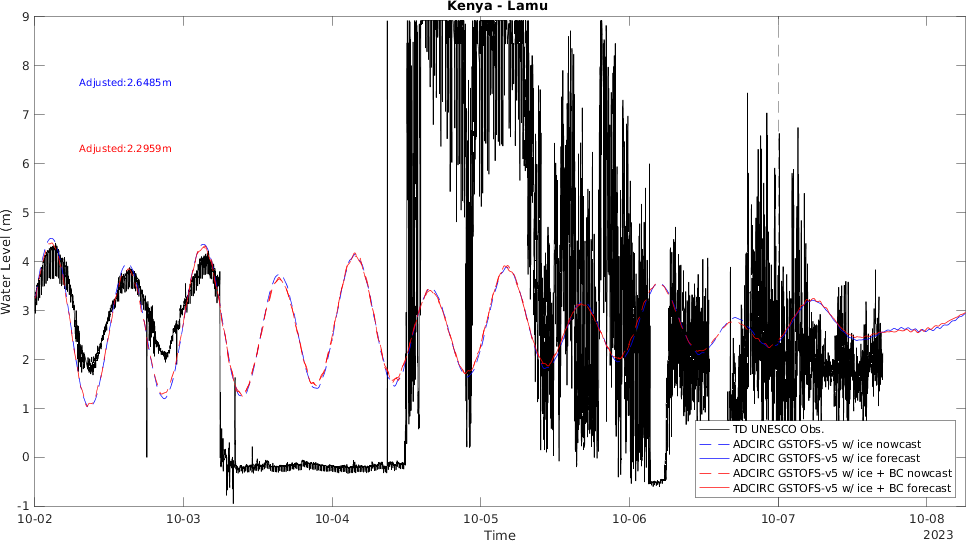 Kenya - Lamu
9
8
7
6
5
4
3
2
1
0
-1
Water Level (m)
Adjusted:2.6485m
Adjusted:2.2959m
TD UNESCO Obs.
ADCIRC GSTOFS-v5 w/ ice nowcast
ADCIRC GSTOFS-v5 w/ ice forecast
ADCIRC GSTOFS-v5 w/ ice + BC nowcast
ADCIRC GSTOFS-v5 w/ ice + BC forecast
10-02 10-03 10-04 10-05 10-06 10-07 10-08
Time
2023